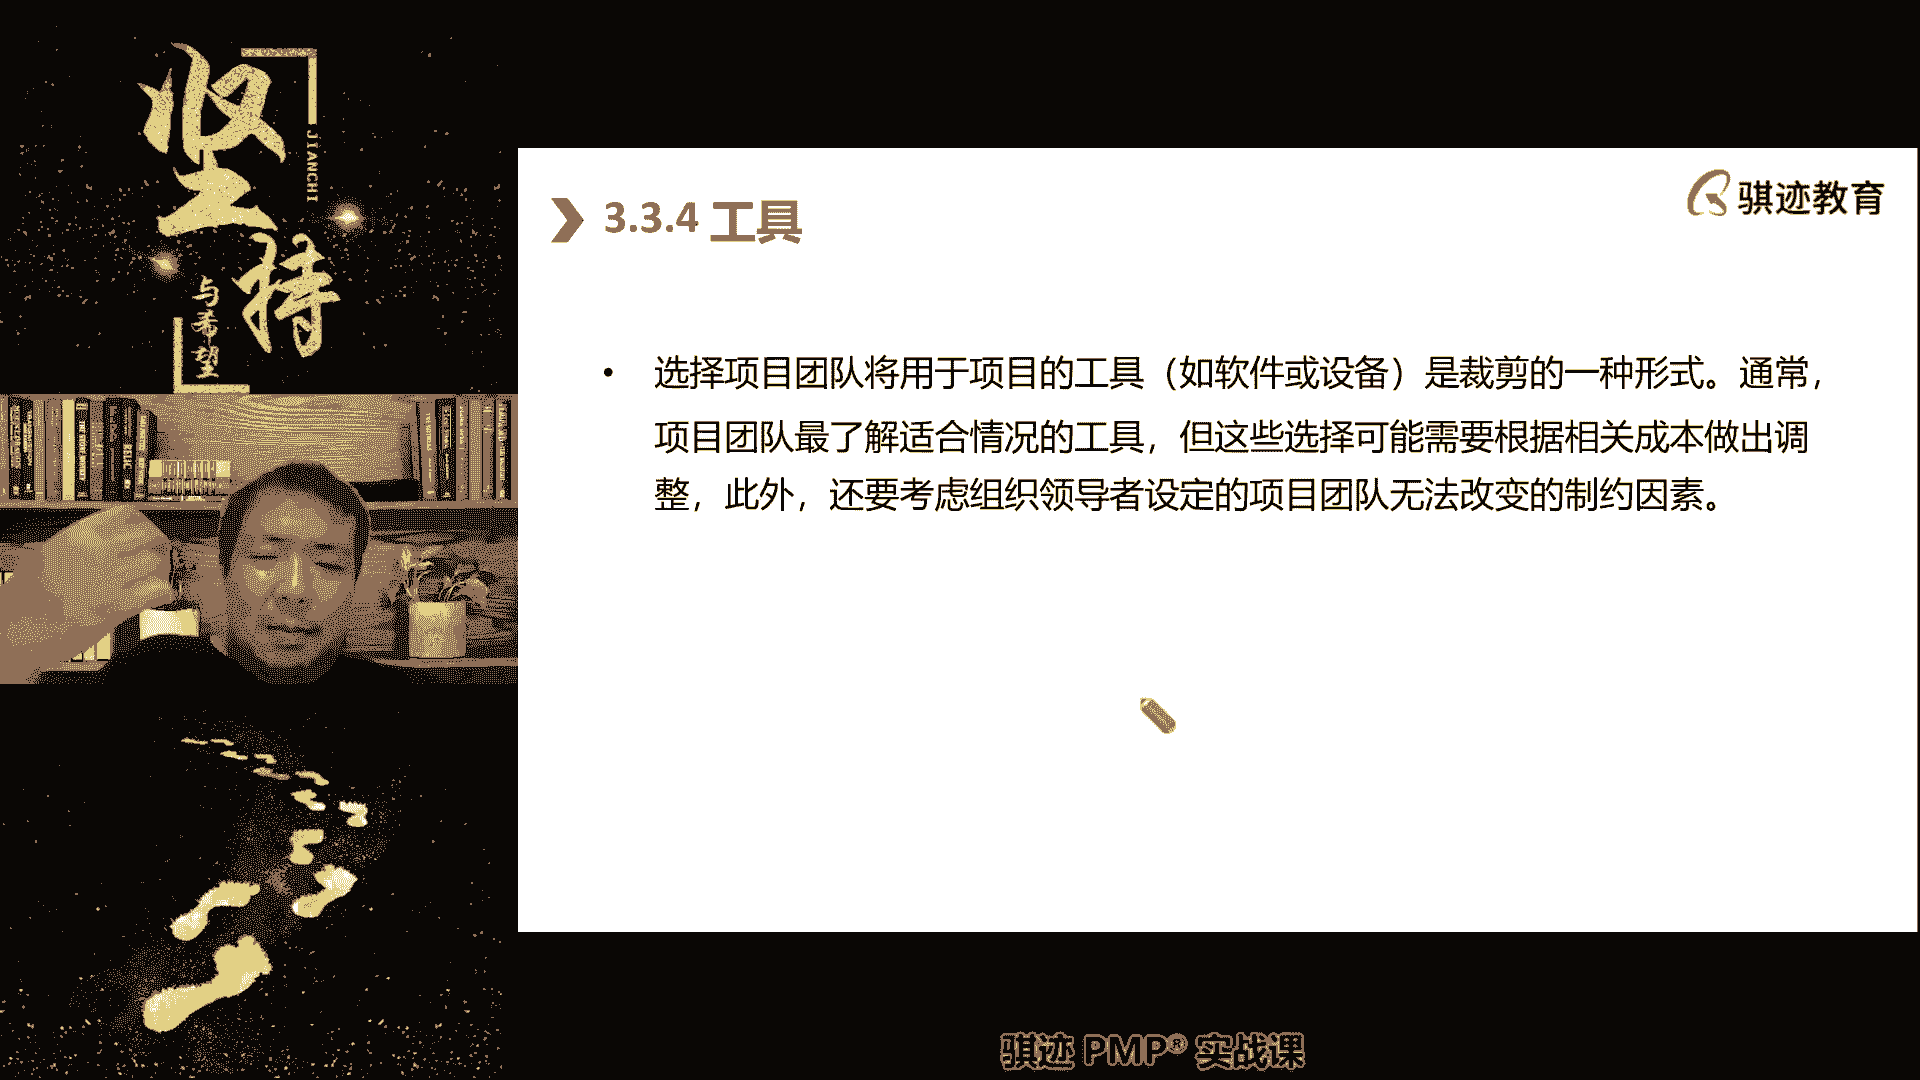 坚持
JIANCHI
与希望
骐迹教育
3.3.4 工具
• 选择项目团队将用于项目的工具（如软件或设备）是裁剪的一种形式。通常，
项目团队最了解适合情况的工具，但这些选择可能需要根据相关成本做出调
整，此外，还要考虑组织领导者设定的项目团队无法改变的制约因素。
骐迹 PMP® 实战课